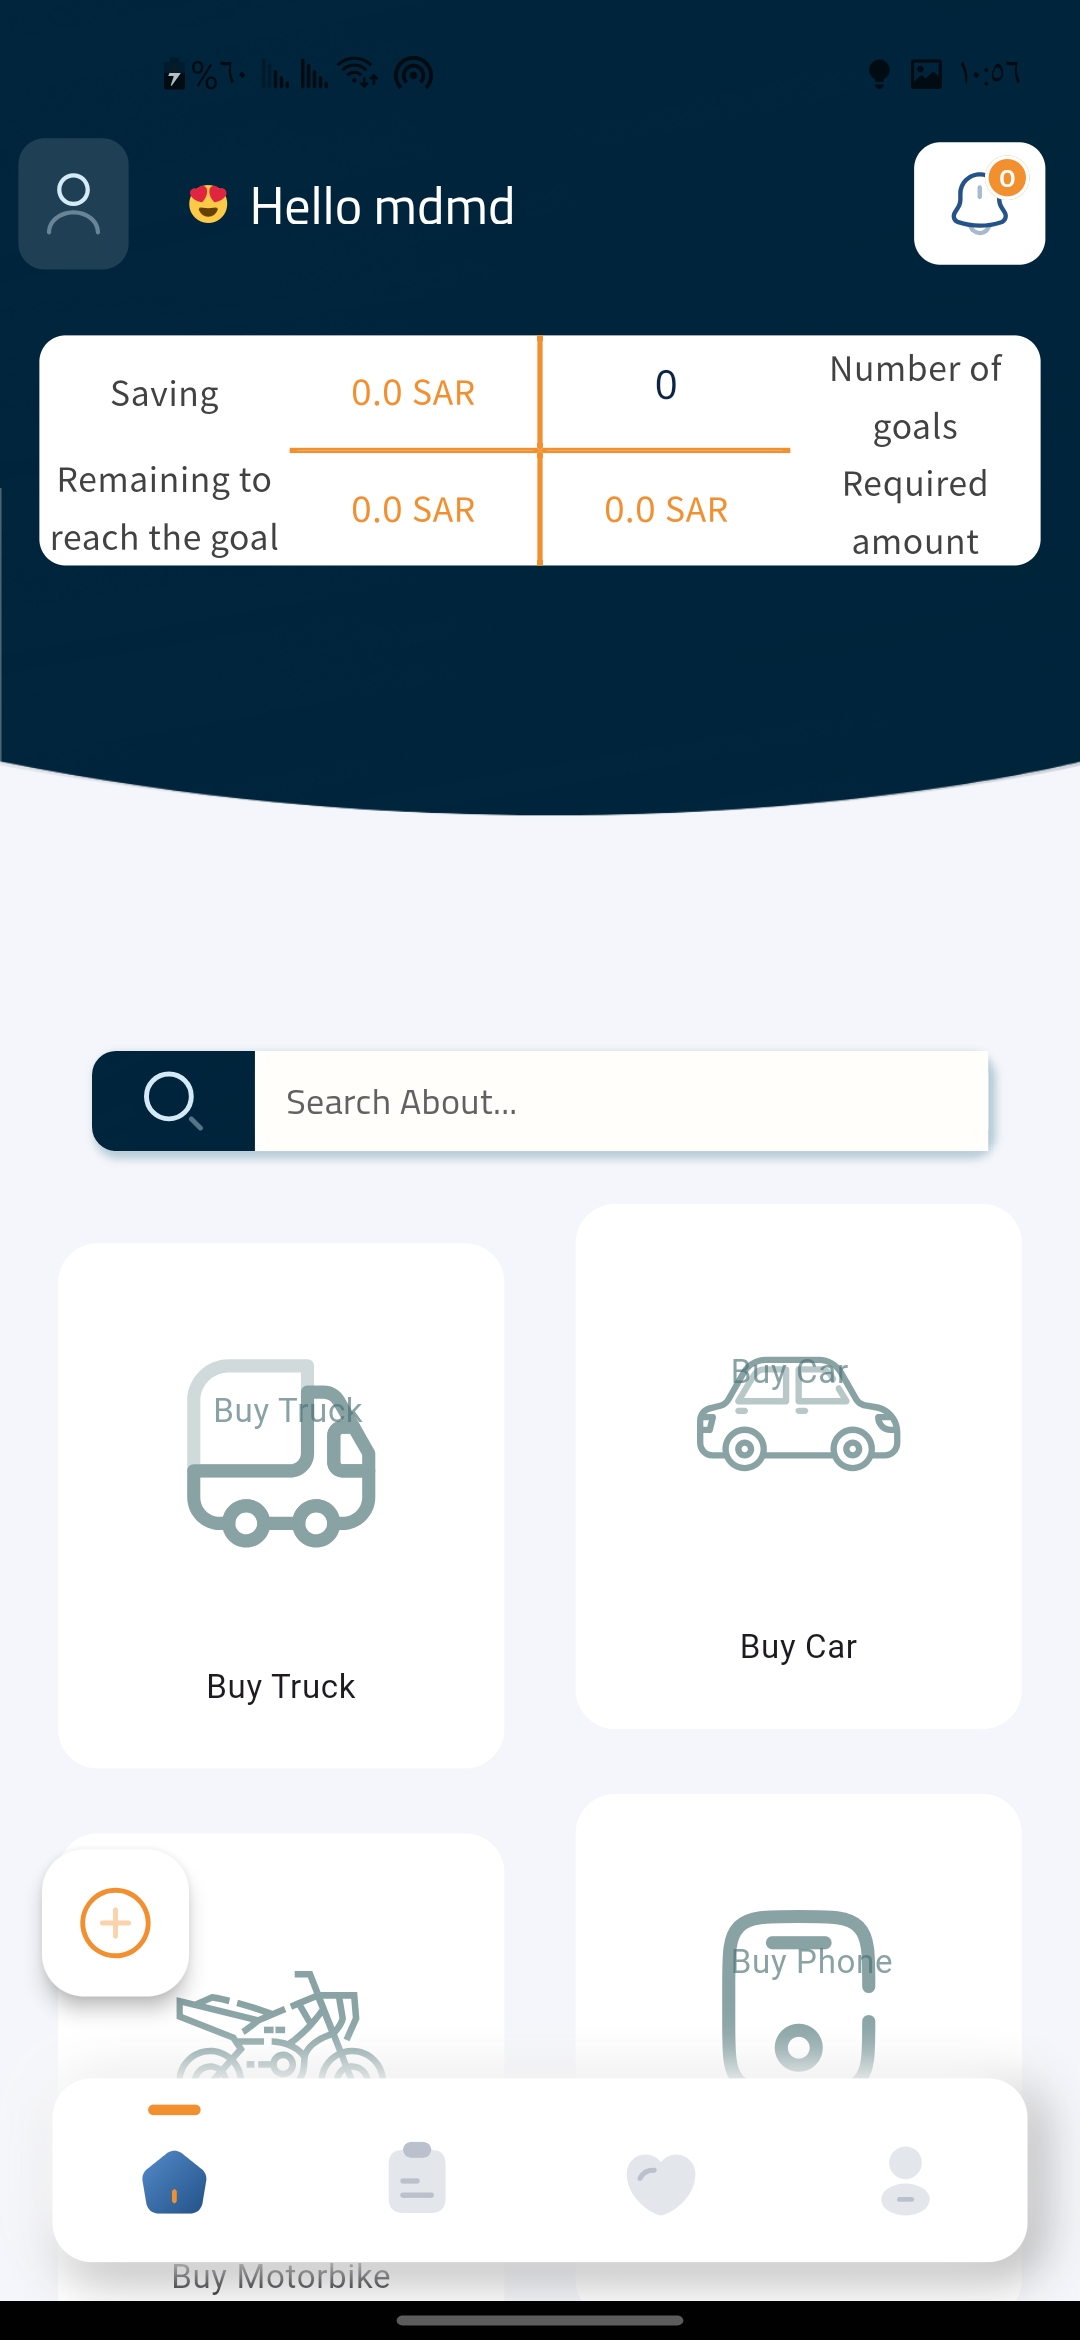 %٦٠
١٠:٥٦
Hello mdmd
0
Saving
0.0 SAR
0
Number of
goals
Remaining to
reach the goal
0.0 SAR
0.0 SAR
Required
amount
Search About...
Buy Truck
Buy Car
Buy Truck
Buy Car
Buy Phone
Buy Motorbike